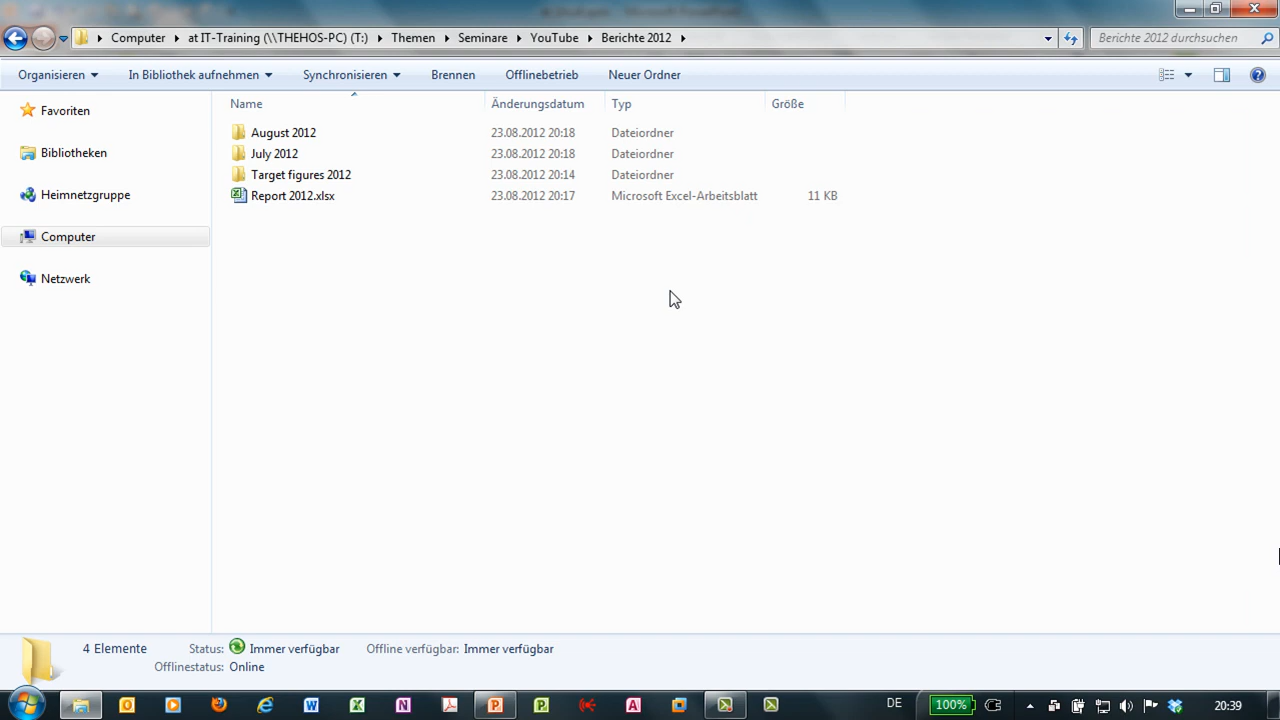 Computer at IT-Training (\\THEHOS-PC) (T:) Themen Seminare YouTube Berichte 2012 Berichte 2012 durchsuchen
Organisieren In Bibliothek aufnehmen Synchronisieren Brennen Offlinebetrieb Neuer Ordner
Favoriten
Bibliotheken
Heimnetzgruppe
Computer
Netzwerk
Name Änderungsdatum Typ Größe
August 2012 23.08.2012 20:18 Dateiordner
July 2012 23.08.2012 20:18 Dateiordner
Target figures 2012 23.08.2012 20:14 Dateiordner
Report 2012.xlsx 23.08.2012 20:17 Microsoft Excel-Arbeitsblatt 11 KB
4 Elemente Status: Immer verfügbar Offline verfügbar: Immer verfügbar
Offlinestatus: Online
DE 100% 20:39